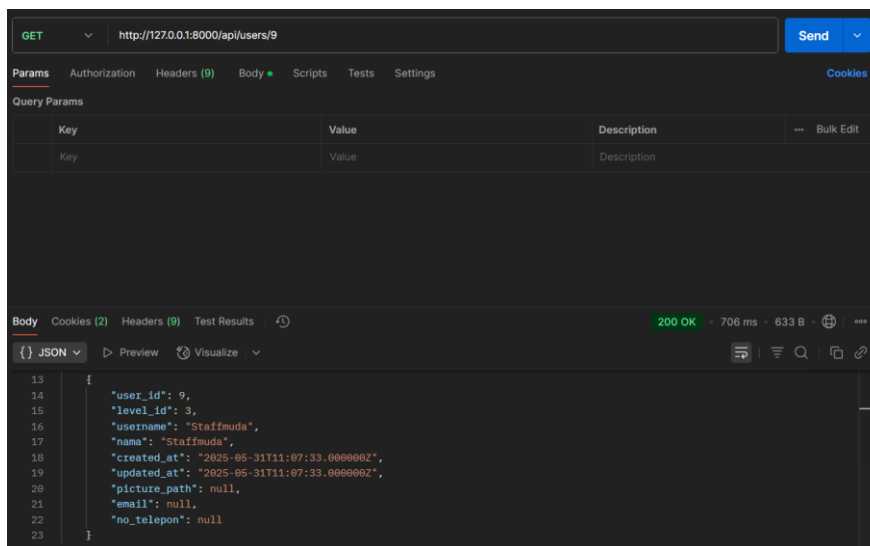 GET http://127.0.0.1:8000/api/users/9 Send
Params Authorization Headers (9) Body Scripts Tests Settings Cookies
Query Params
Key Value Description Bulk Edit
Key Value Description
Body Cookies (2) Headers (9) Test Results 200 OK • 706 ms • 633 B
{ } JSON Preview Visualize
13 {
14 "user_id": 9,
15 "level_id": 3,
16 "username": "Staffmuda",
17 "nama": "Staffmuda",
18 "created_at": "2025-05-31T11:07:33.000000Z",
19 "updated_at": "2025-05-31T11:07:33.000000Z",
20 "picture_path": null,
21 "email": null,
22 "no_telepon": null
23 }